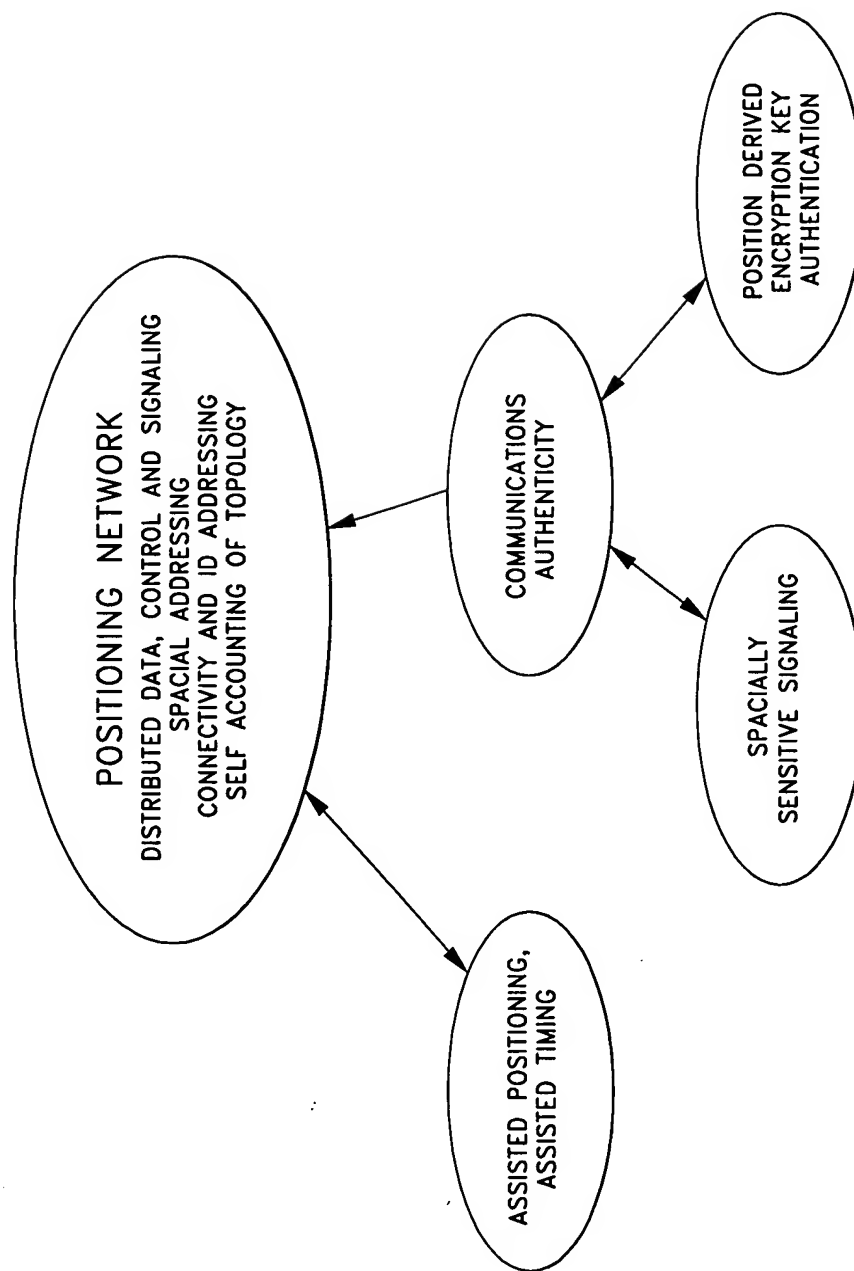 POSITIONING NETWORK
DISTRIBUTED DATA, CONTROL AND SIGNALING
SPACIAL ADDRESSING
CONNECTIVITY AND ID ADDRESSING
SELF ACCOUNTING OF TOPOLOGY
ASSISTED POSITIONING,
ASSISTED TIMING
COMMUNICATIONS
AUTHENTICITY
SPACIALLY
SENSITIVE SIGNALING
POSITION DERIVED
ENCRYPTION KEY
AUTHENTICATION